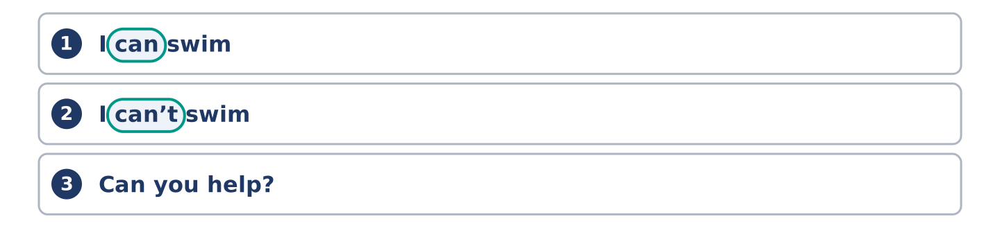 1 I can swim
2 I can’t swim
3 Can you help?